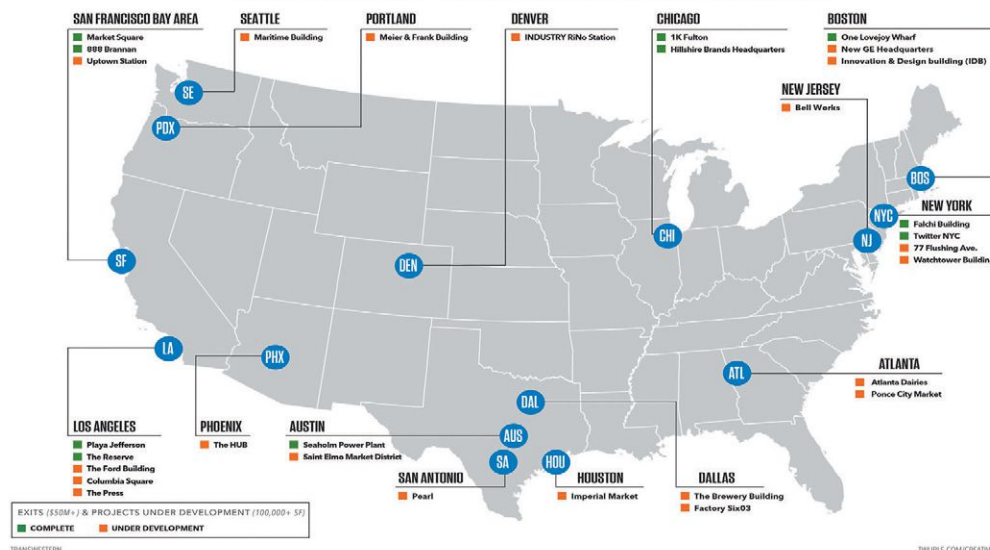 SAN FRANCISCO BAY AREA
Market Square
888 Brannan
Uptown Station
SEATTLE
Maritime Building
PORTLAND
Meier & Frank Building
DENVER
INDUSTRY RiNo Station
CHICAGO
1K Fulton
Hillshire Brands Headquarters
BOSTON
One Lovejoy Wharf
New GE Headquarters
Innovation & Design building (IDB)
NEW JERSEY
Bell Works
SE
PDX
BOS
NYC
NEW YORK
Falchi Building
Twitter NYC
77 Flushing Ave.
Watchtower Buildin
CHI
NJ
SF
DEN
LA
PHX
ATL
ATLANTA
Atlanta Dairies
Ponce City Market
DAL
AUS
SA
HOU
LOS ANGELES
Playa Jefferson
The Reserve
The Ford Building
Columbia Square
The Press
PHOENIX
The HUB
AUSTIN
Seaholm Power Plant
Saint Elmo Market District
SAN ANTONIO
Pearl
HOUSTON
Imperial Market
DALLAS
The Brewery Building
Factory Six03
EXITS ($50M+) & PROJECTS UNDER DEVELOPMENT (100,000+ SF)
COMPLETE
UNDER DEVELOPMENT